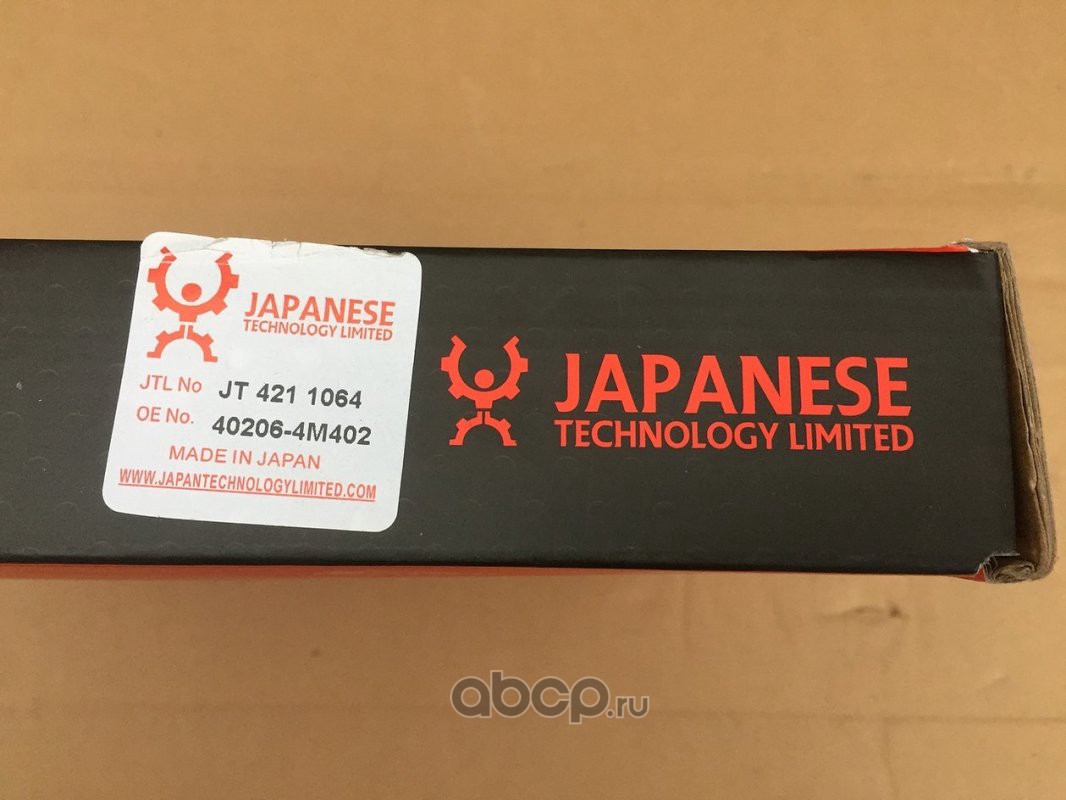 JAPANESE
TECHNOLOGY LIMITED
JTL No JT 421 1064
OE No. 40206-4M402
MADE IN JAPAN
WWW.JAPANTECHNOLOGYLIMITED.COM
JAPANESE
TECHNOLOGY LIMITED
abcp.ru